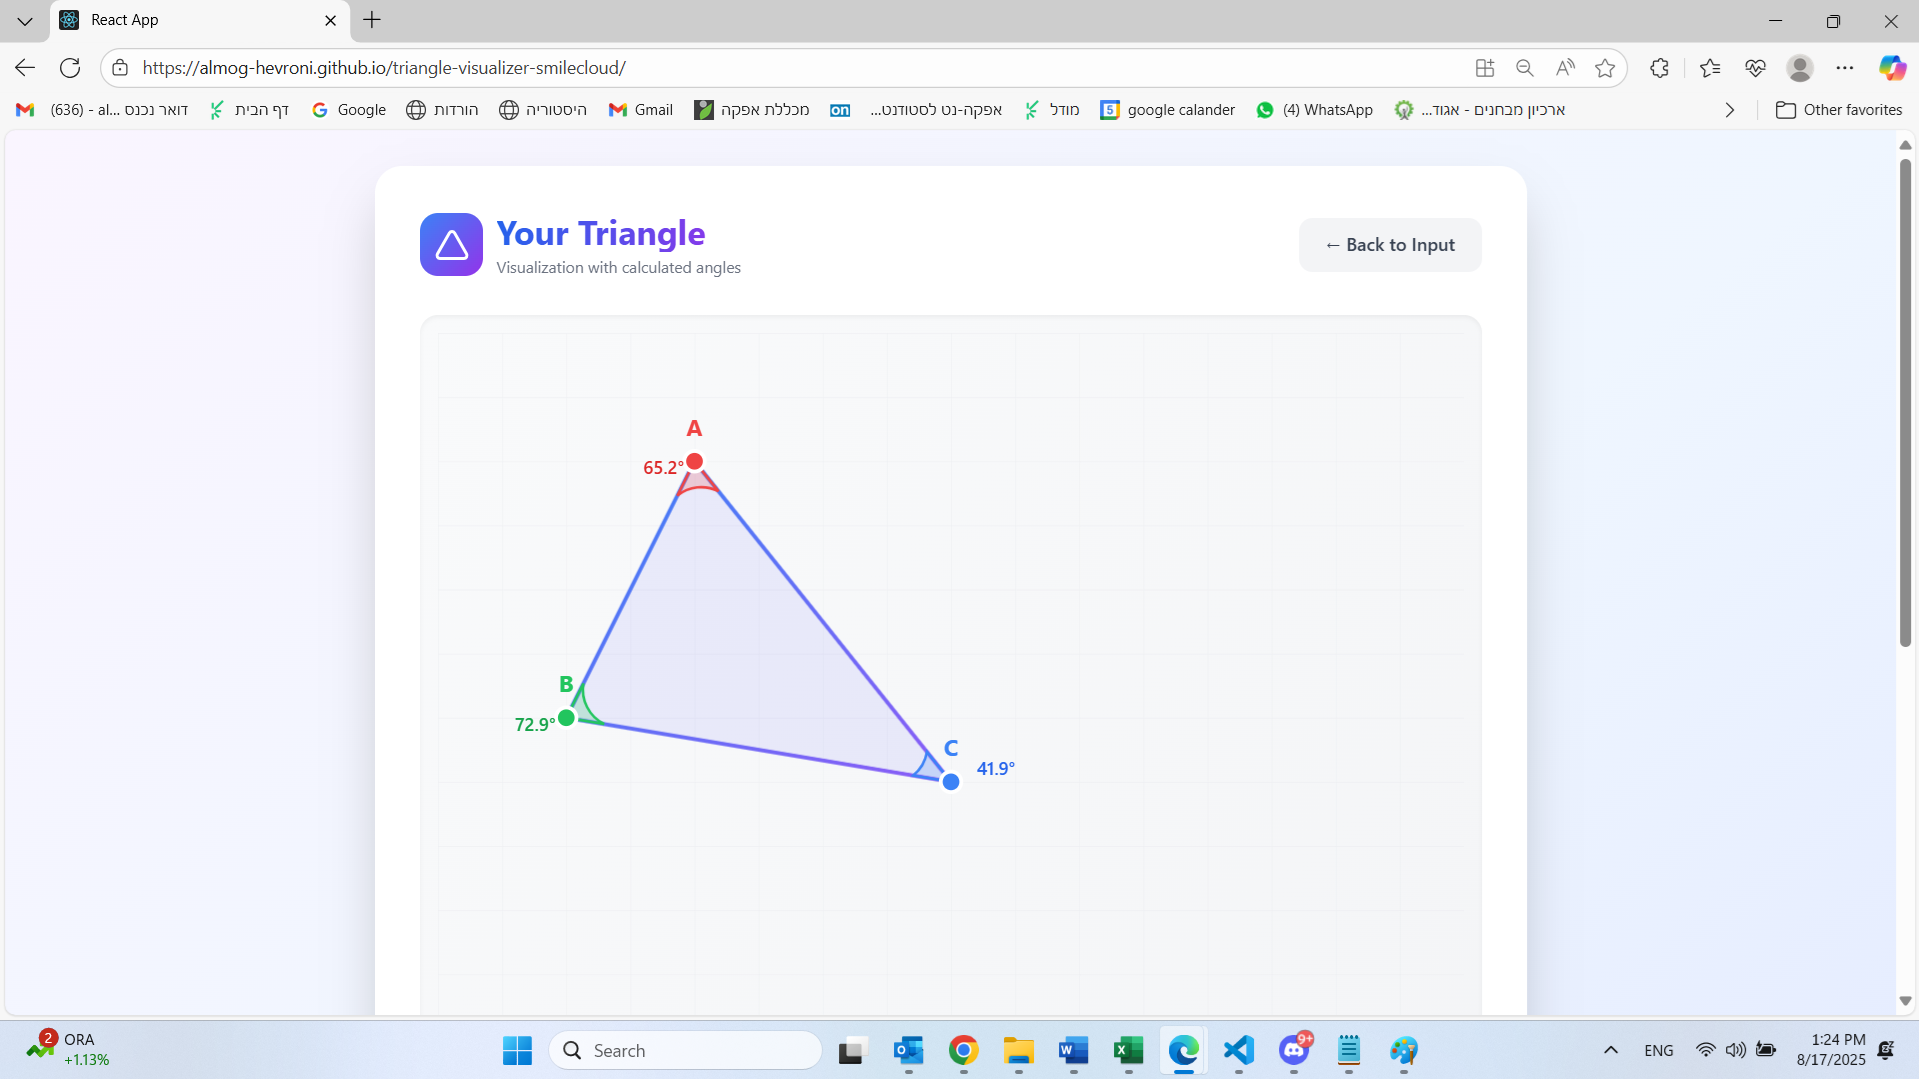 React App
https://almog-hevroni.github.io/triangle-visualizer-smilecloud/
(636) - al... דואר נכנס
דף הבית
Google
הורדות
היסטוריה
Gmail
מכללת אפקה
on
אפקה-נט לסטודנט...
מודל
5
google calander
(4) WhatsApp
ארכיון מבחנים - אגוד...
Other favorites
Your Triangle
Visualization with calculated angles
← Back to Input
A
65.2°
B
72.9°
C
41.9°
2
ORA
+1.13%
Search
9+
ENG
1:24 PM
8/17/2025